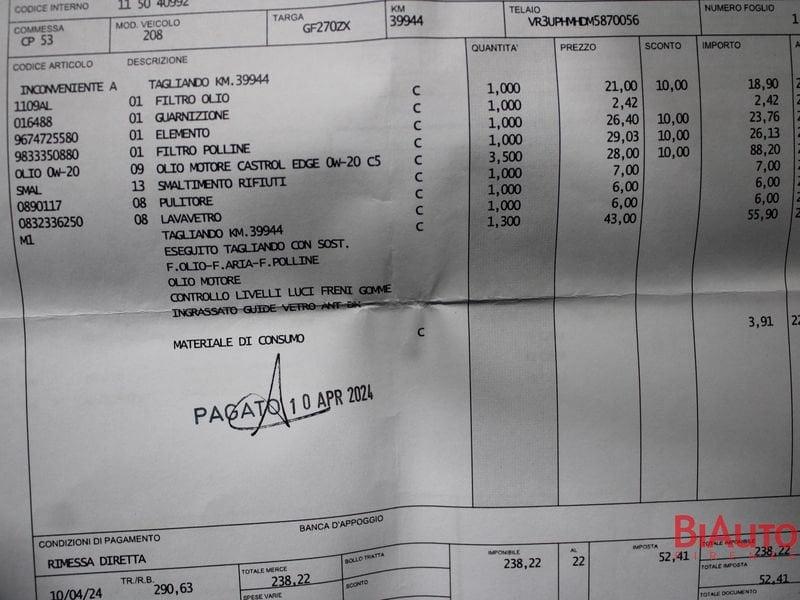 CODICE INTERNO 11 50 40992
COMMESSA MOD. VEICOLO TARGA KM TELAIO NUMERO FOGLIO
CP 53 208 GF270ZX 39944 VR3UPHMHDM5870056 1
CODICE ARTICOLO DESCRIZIONE QUANTITA' PREZZO SCONTO IMPORTO
INCONVENIENTE A TAGLIANDO KM.39944
1109AL 01 FILTRO OLIO C 1,000 21,00 10,00 18,90
016488 01 GUARNIZIONE C 1,000 2,42 2,42
9674725580 01 ELEMENTO C 1,000 26,40 10,00 23,76
9833350880 01 FILTRO POLLINE C 1,000 29,03 10,00 26,13
OLIO 0W-20 09 OLIO MOTORE CASTROL EDGE 0W-20 C5 C 3,500 28,00 10,00 88,20
SMAL 13 SMALTIMENTO RIFIUTI C 1,000 7,00 7,00
0890117 08 PULITORE C 1,000 6,00 6,00
0832336250 08 LAVAVETRO C 1,000 6,00 6,00
M1 TAGLIANDO KM.39944 C 1,300 43,00 55,90
ESEGUITO TAGLIANDO CON SOST.
F.OLIO-F.ARIA-F.POLLINE
OLIO MOTORE
CONTROLLO LIVELLI LUCI FRENI GOMME
INGRASSATO GUIDE VETRO ANT DX
MATERIALE DI CONSUMO C 3,91 22
PAGATO 10 APR 2024
BIAUTO
CONDIZIONI DI PAGAMENTO BANCA D'APPOGGIO
RIMESSA DIRETTA
TOTALE MERCE BOLLO TRATTA IMPONIBILE AL IMPOSTA TOTALE IMPONIBILE
238,22 238,22 22 52,41 238,22
TR./R.B. SCONTO TOTALE IMPOSTA
10/04/24 290,63 52,41
SPESE VARIE TOTALE DOCUMENTO